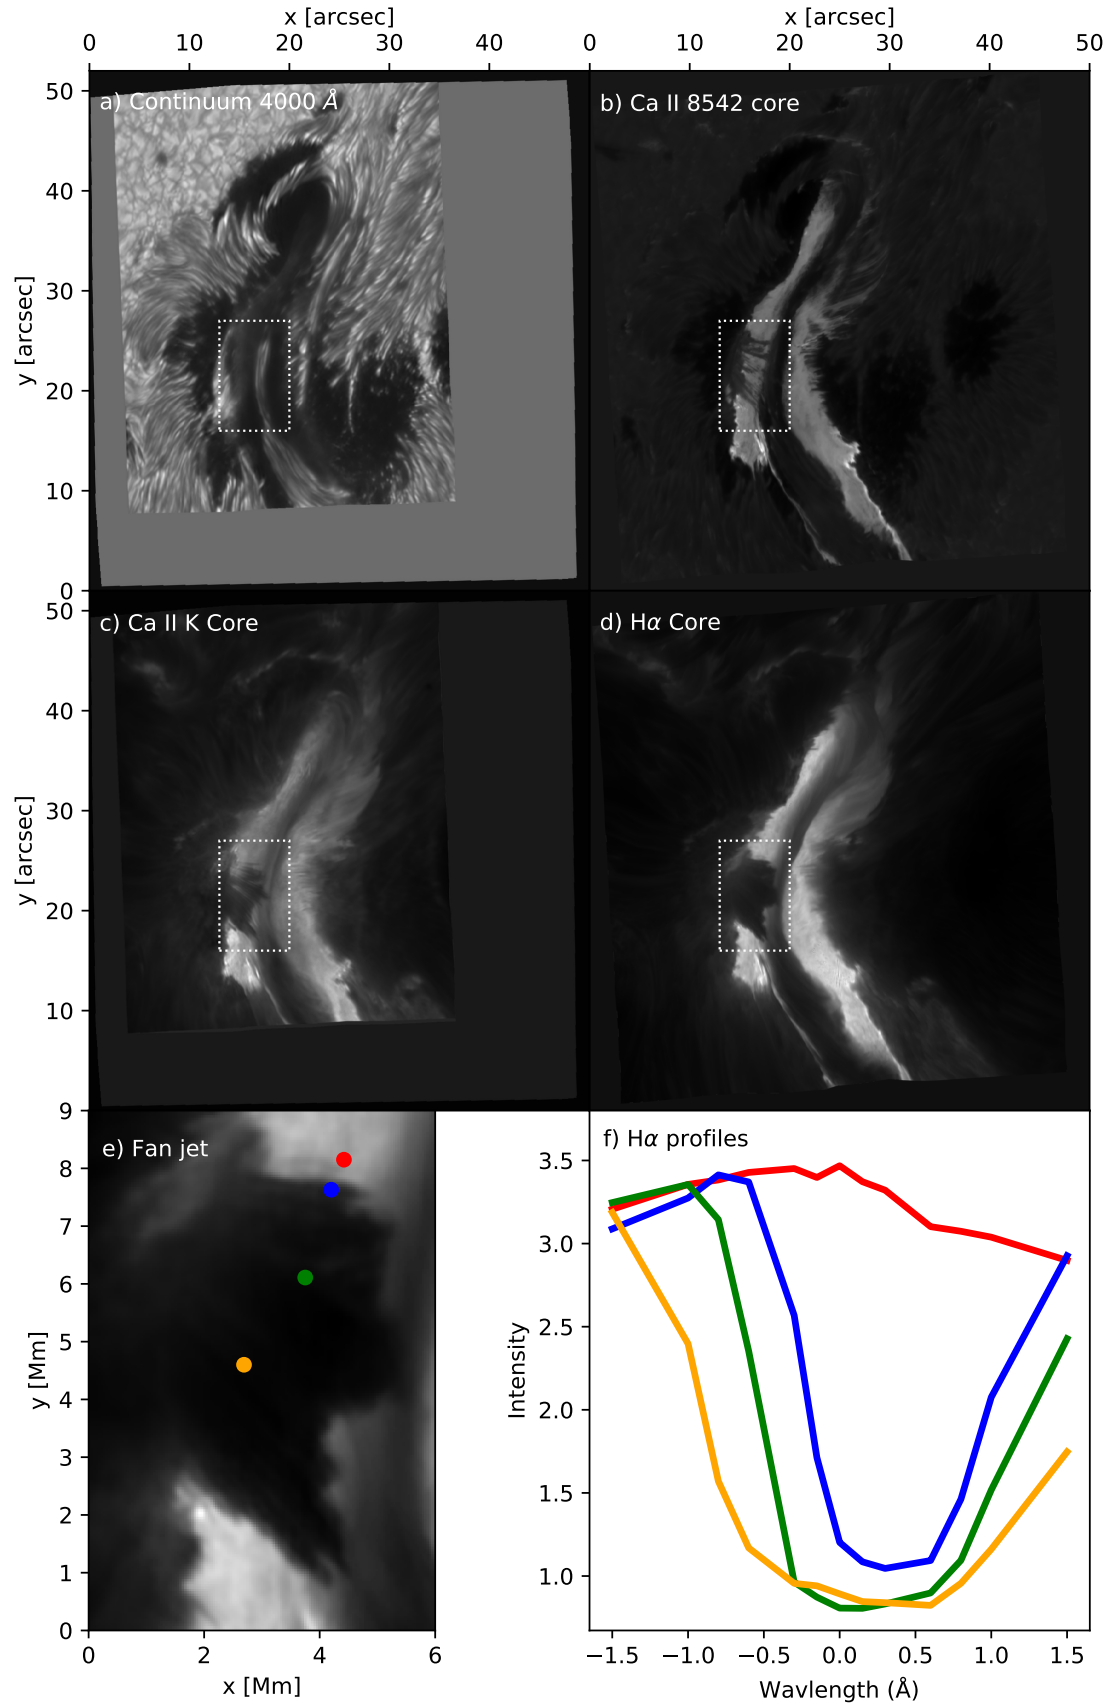 x [arcsec]
x [arcsec]
0 10 20 30 40 0 10 20 30 40 50
a) Continuum 4000 Å
b) Ca II 8542 core
50
40
30
20
10
0
y [arcsec]
c) Ca II K Core
d) Hα Core
50
40
30
20
10
y [arcsec]
e) Fan jet
9
8
7
6
5
4
3
2
1
0
y [Mm]
0 2 4 6
x [Mm]
f) Hα profiles
3.5
3.0
2.5
2.0
1.5
1.0
Intensity
−1.5 −1.0 −0.5 0.0 0.5 1.0 1.5
Wavlength (Å)